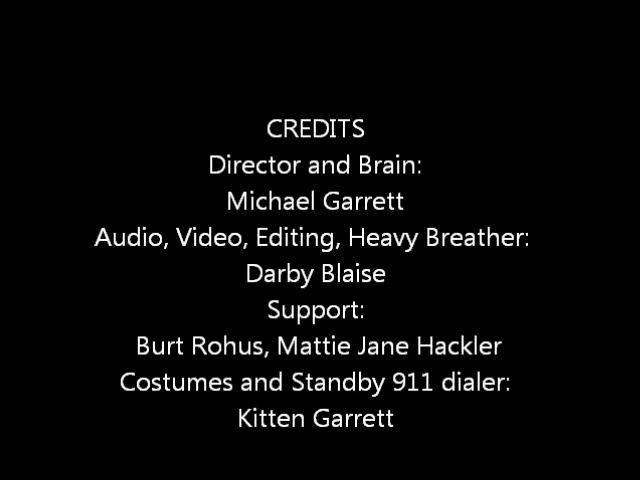 CREDITS
Director and Brain:
Michael Garrett
Audio, Video, Editing, Heavy Breather:
Darby Blaise
Support:
Burt Rohus, Mattie Jane Hackler
Costumes and Standby 911 dialer:
Kitten Garrett